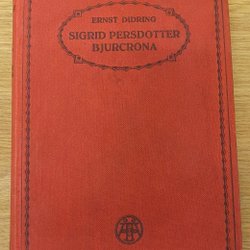 ERNST DIDRING
SIGRID PERSDOTTER
BJURCRONA